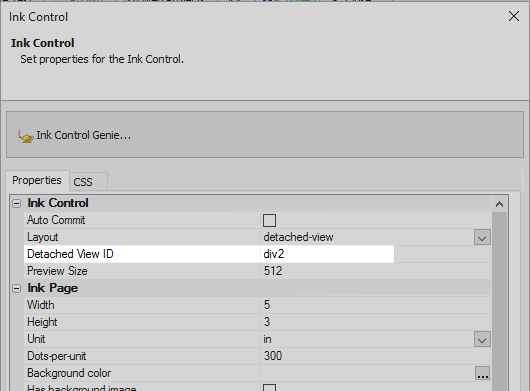 Ink Control
Ink Control
Set properties for the Ink Control.
Ink Control Genie...
Properties CSS
Ink Control
Auto Commit
Layout detached-view
Detached View ID div2
Preview Size 512
Ink Page
Width 5
Height 3
Unit in
Dots-per-unit 300
Background color ...
Has background image